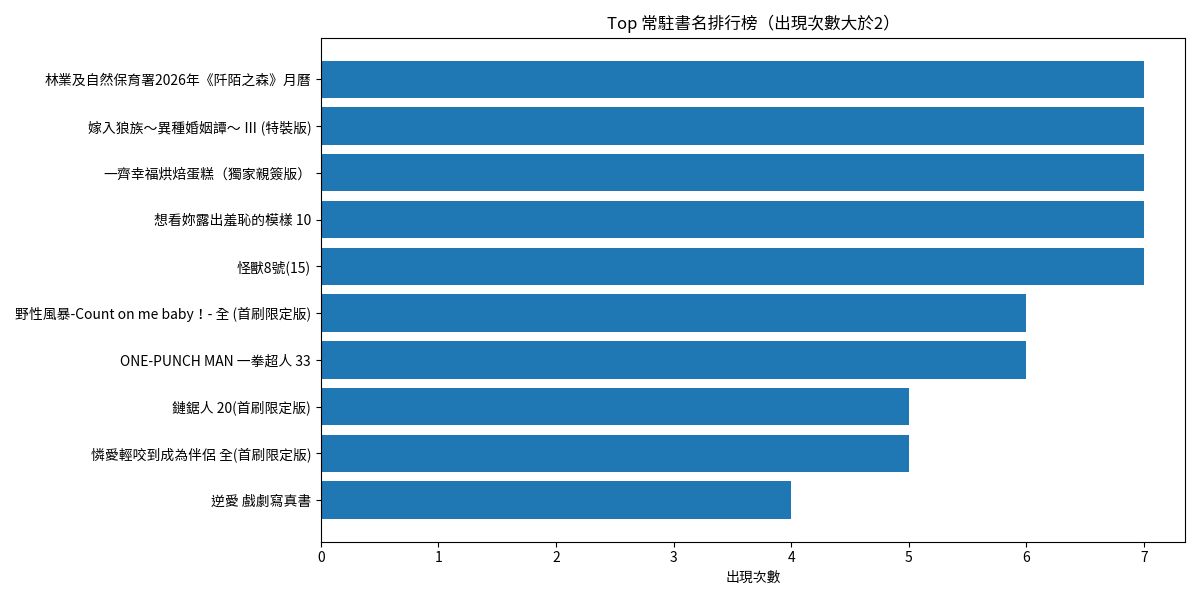 Top 常駐書名排行榜（出現次數大於2）
林業及自然保育署2026年《阡陌之森》月曆
嫁入狼族～異種婚姻譚～ III (特裝版)
一齊幸福烘焙蛋糕（獨家親簽版）
想看妳露出羞恥的模樣 10
怪獸8號(15)
野性風暴-Count on me baby！- 全 (首刷限定版)
ONE-PUNCH MAN 一拳超人 33
鏈鋸人 20(首刷限定版)
憐愛輕咬到成為伴侶 全(首刷限定版)
逆愛 戲劇寫真書
0 1 2 3 4 5 6 7
出現次數